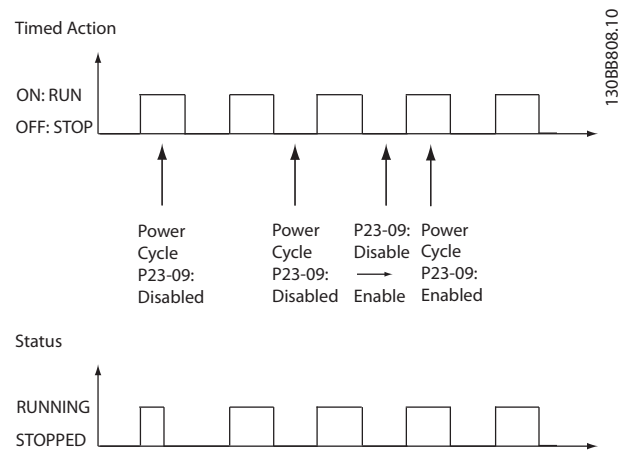 Timed Action
130BB808.10
ON: RUN
OFF: STOP
Power
Cycle
P23-09:
Disabled
Power
Cycle
P23-09:
Disabled
P23-09:
Disable
Enable
Power
Cycle
P23-09:
Enabled
Status
RUNNING
STOPPED